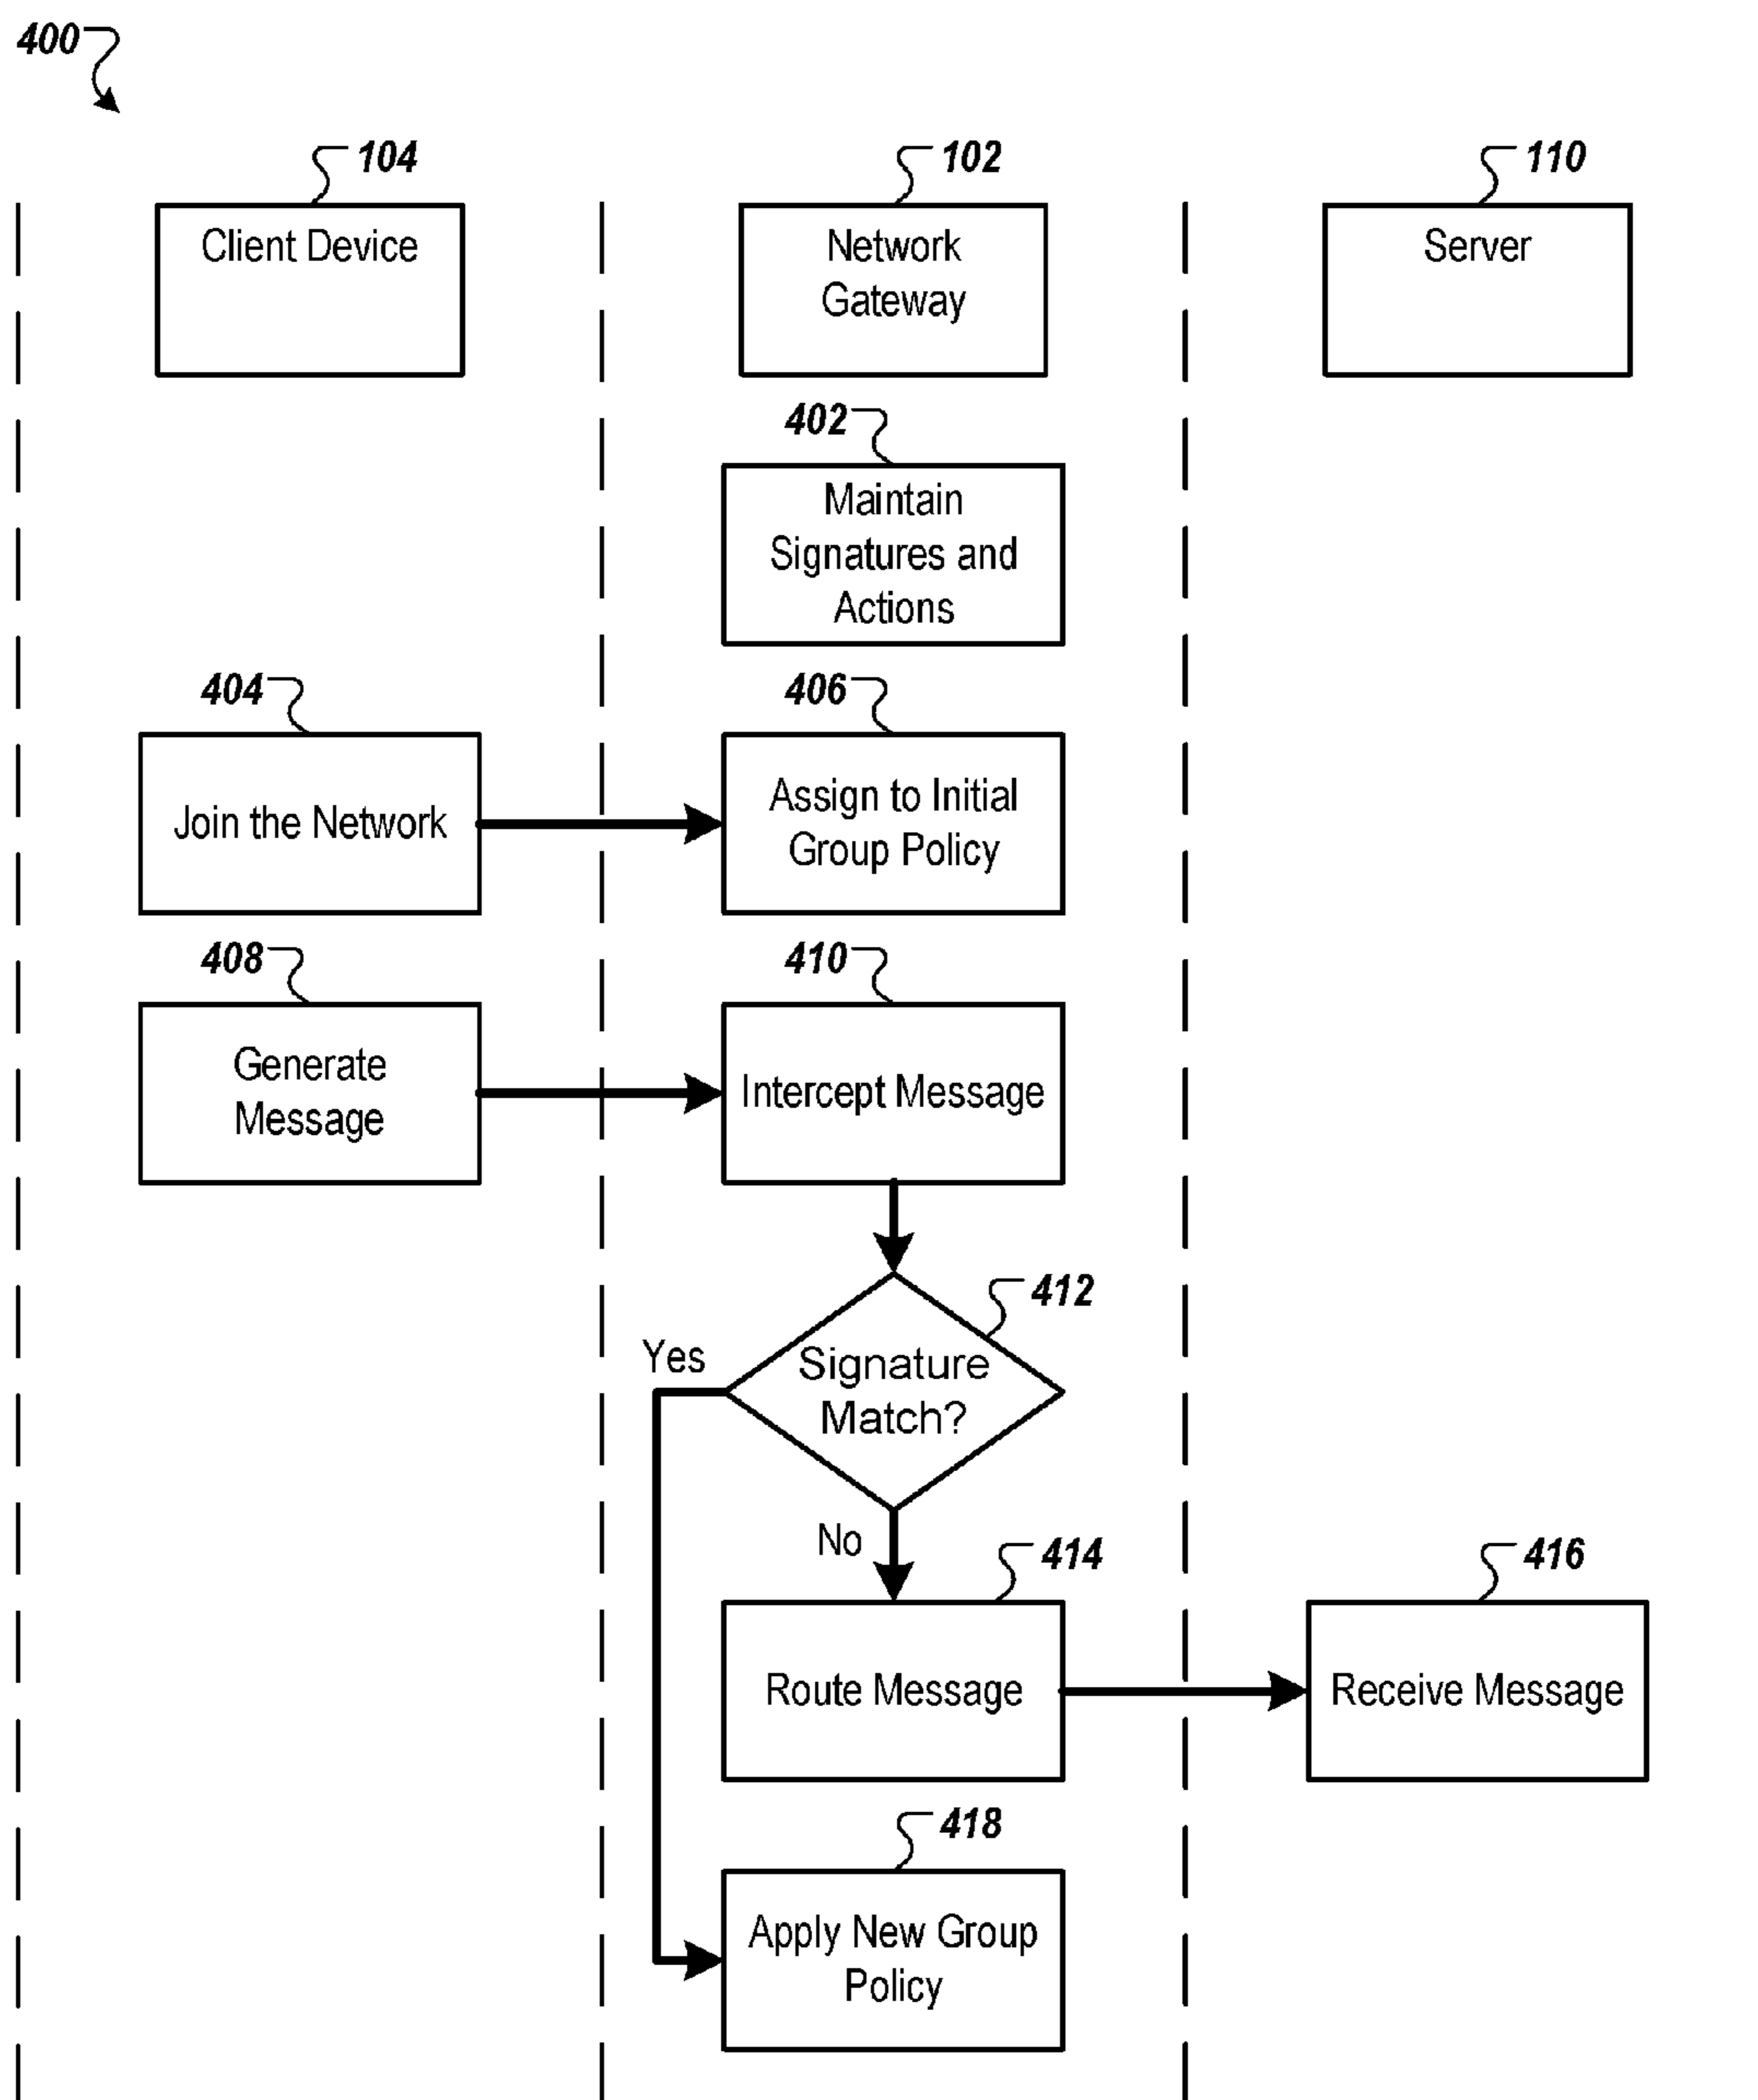 400
104
102
110
Client Device
Network
Gateway
Server
402
Maintain
Signatures and
Actions
404
406
Join the Network
Assign to Initial
Group Policy
408
410
Generate
Message
Intercept Message
412
Yes
Signature
Match?
No
414
416
Route Message
Receive Message
418
Apply New Group
Policy